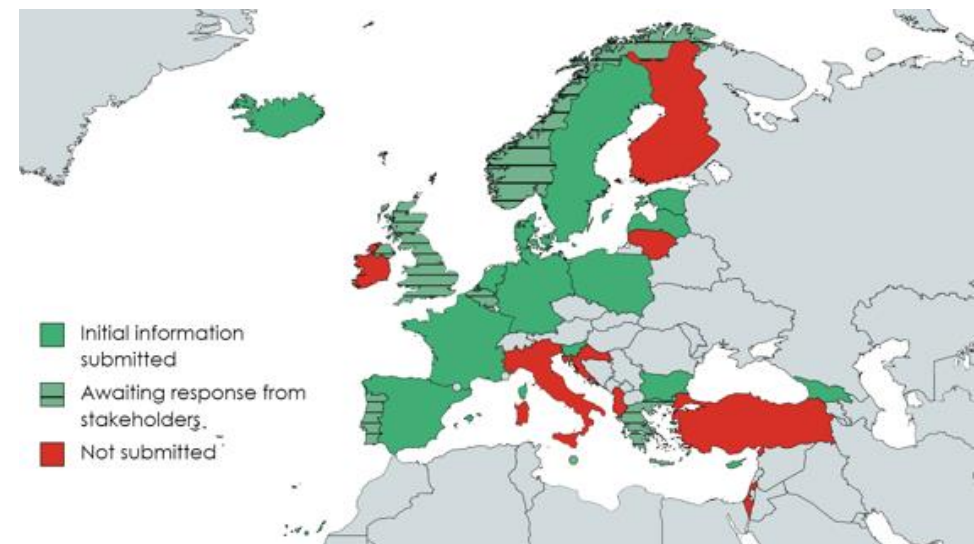 Initial information
submitted
Awaiting response from
stakeholders.
Not submitted